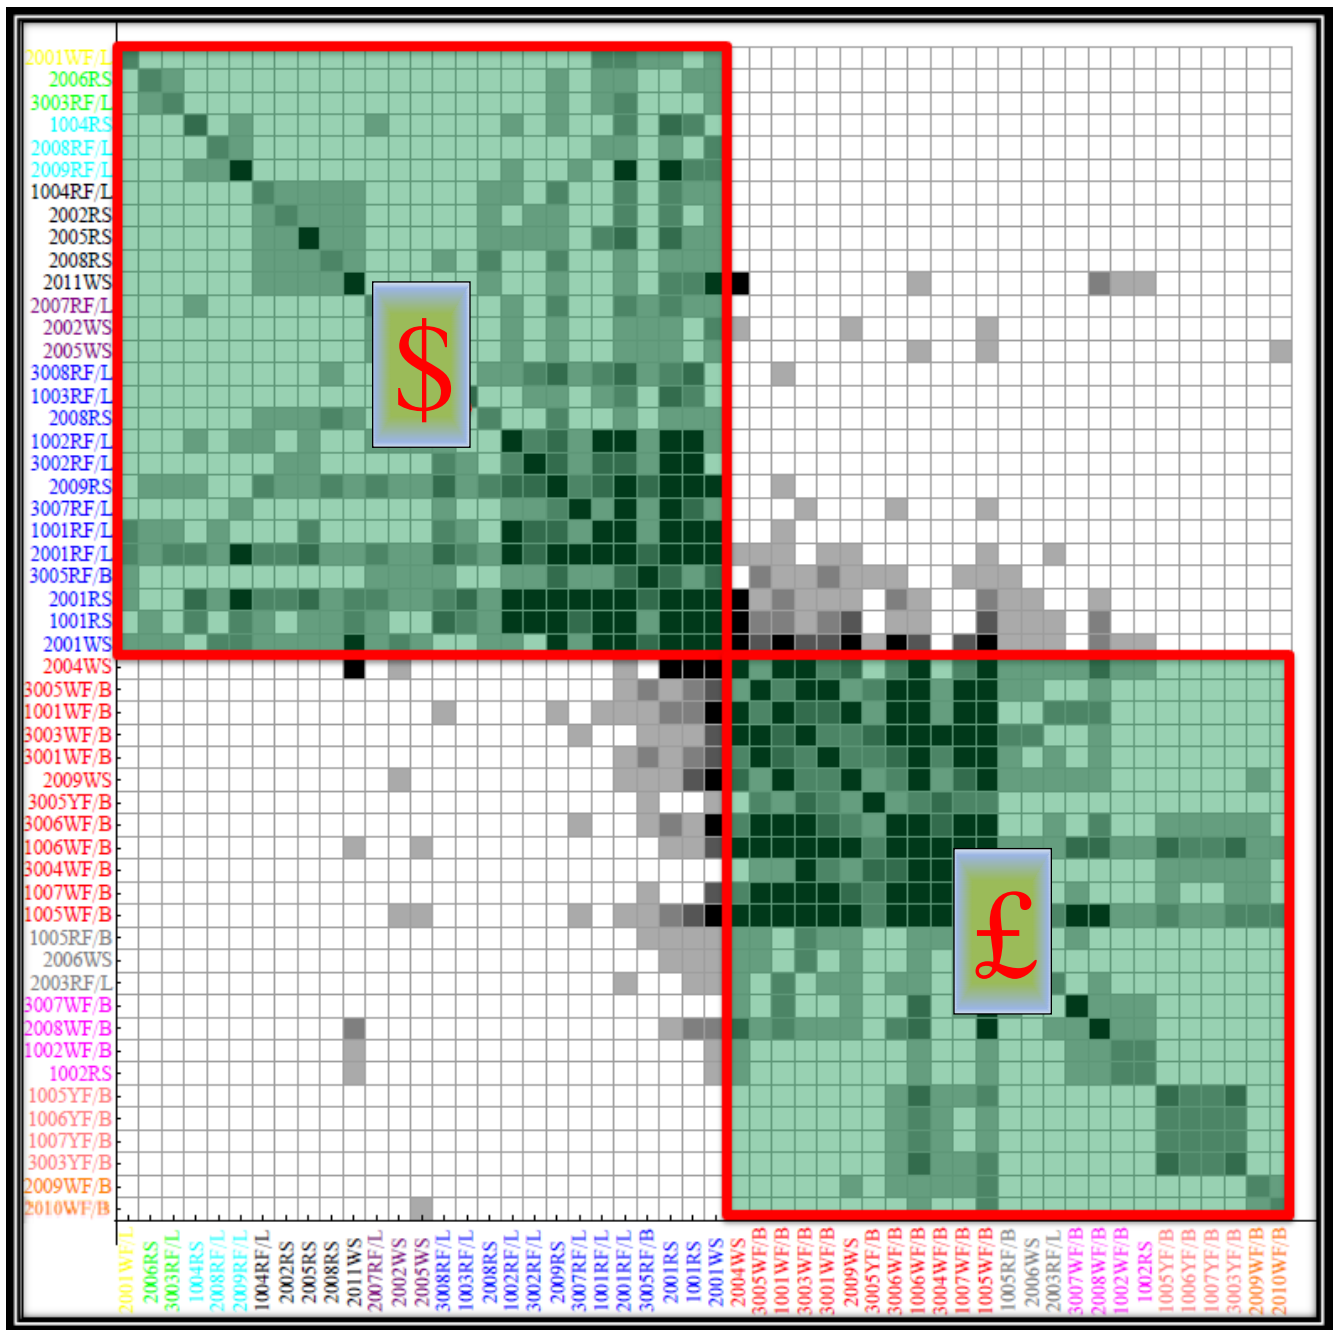 2001WF/L
2006RS
3003RF/L
1004RS
2008RF/L
2009RF/L
1004RF/L
2002RS
2005RS
2008RS
2011WS
2007RF/L
2002WS
2005WS
3008RF/L
1003RF/L
2008RS
1002RF/L
3002RF/L
2009RS
3007RF/L
1001RF/L
2001RF/L
3005RF/B
2001RS
1001RS
2001WS
2004WS
3005WF/B
1001WF/B
3003WF/B
3001WF/B
2009WS
3005YF/B
3006WF/B
1006WF/B
3004WF/B
1007WF/B
1005WF/B
1005RF/B
2006WS
2003RF/L
3007WF/B
2008WF/B
1002WF/B
1002RS
1005YF/B
1006YF/B
1007YF/B
3003YF/B
2009WF/B
2010WF/B
$
£
2001WF/L
2006RS
3003RF/L
1004RS
2008RF/L
2009RF/L
1004RF/L
2002RS
2005RS
2008RS
2011WS
2007RF/L
2002WS
2005WS
3008RF/L
1003RF/L
2008RS
1002RF/L
3002RF/L
2009RS
3007RF/L
1001RF/L
2001RF/L
3005RF/B
2001RS
1001RS
2001WS
2004WS
3005WF/B
1001WF/B
3003WF/B
3001WF/B
2009WS
3005YF/B
3006WF/B
1006WF/B
3004WF/B
1007WF/B
1005WF/B
1005RF/B
2006WS
2003RF/L
3007WF/B
2008WF/B
1002WF/B
1002RS
1005YF/B
1006YF/B
1007YF/B
3003YF/B
2009WF/B
2010WF/B